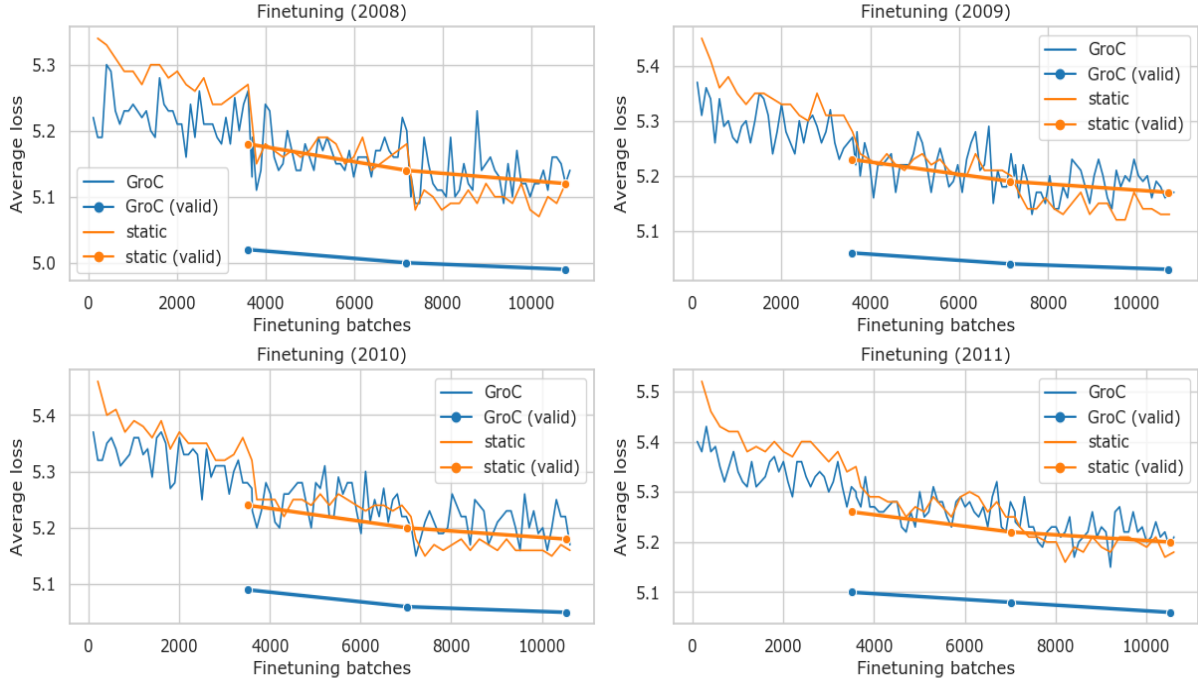 Finetuning (2008)
Average loss
5.3
5.2
5.1
5.0
GroC
GroC (valid)
static
static (valid)
0 2000 4000 6000 8000 10000
Finetuning batches
Finetuning (2009)
Average loss
5.4
5.3
5.2
5.1
GroC
GroC (valid)
static
static (valid)
0 2000 4000 6000 8000 10000
Finetuning batches
Finetuning (2010)
Average loss
5.4
5.3
5.2
5.1
GroC
GroC (valid)
static
static (valid)
0 2000 4000 6000 8000 10000
Finetuning batches
Finetuning (2011)
Average loss
5.5
5.4
5.3
5.2
5.1
GroC
GroC (valid)
static
static (valid)
0 2000 4000 6000 8000 10000
Finetuning batches